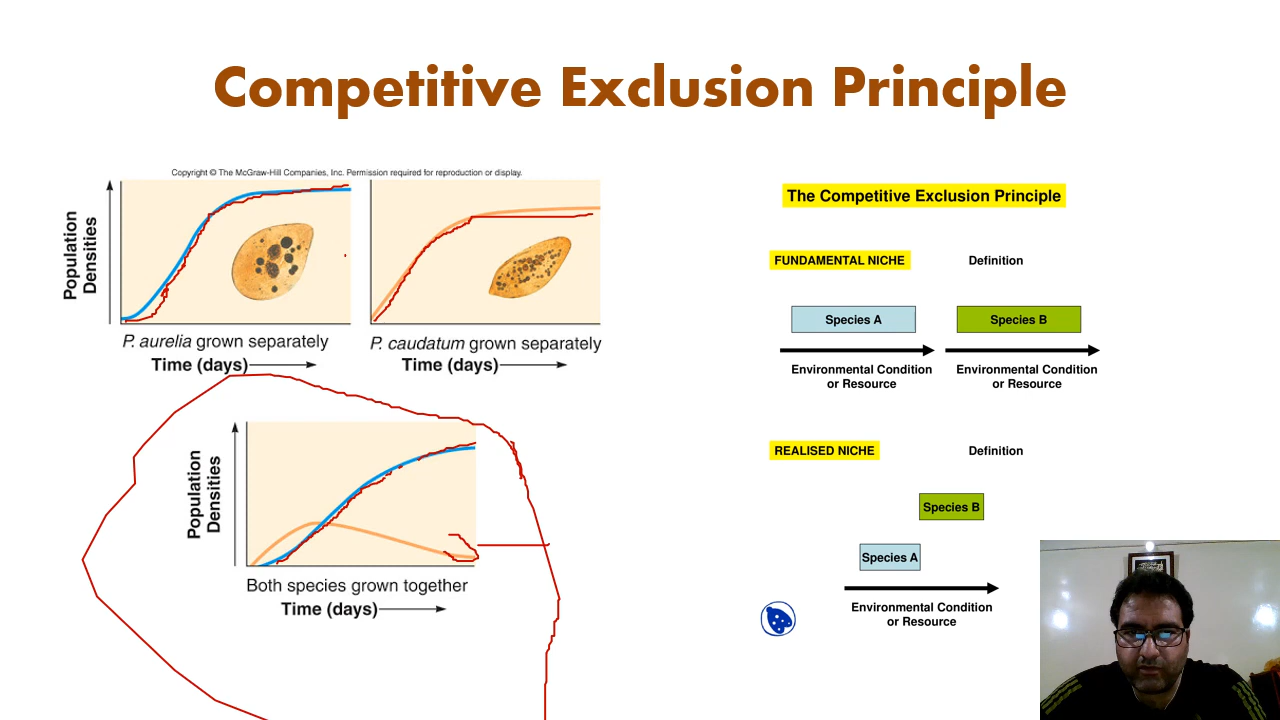 Competitive Exclusion Principle
Copyright © The McGraw-Hill Companies, Inc. Permission required for reproduction or display.
Population
Densities
P. aurelia grown separately
Time (days)
P. caudatum grown separately
Time (days)
Population
Densities
Both species grown together
Time (days)
The Competitive Exclusion Principle
FUNDAMENTAL NICHE
Definition
Species A
Species B
Environmental Condition
or Resource
Environmental Condition
or Resource
REALISED NICHE
Definition
Species B
Species A
Environmental Condition
or Resource